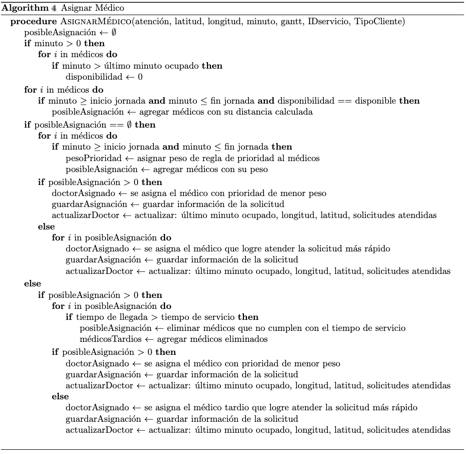 Algorithm 4 Asignar Médico
procedure AsignarMédico(atención, latitud, longitud, minuto, gantt, IDservicio, TipoCliente)
posibleAsignación ← ∅
if minuto > 0 then
for i in médicos do
if minuto > último minuto ocupado then
disponibilidad ← 0
for i in médicos do
if minuto ≥ inicio jornada and minuto ≤ fin jornada and disponibilidad == disponible then
posibleAsignación ← agregar médicos con su distancia calculada
if posibleAsignación == ∅ then
for i in médicos do
if minuto ≥ inicio jornada and minuto ≤ fin jornada then
pesoPrioridad ← asignar peso de regla de prioridad al médicos
posibleAsignación ← agregar médicos con su peso
if posibleAsignación > 0 then
doctorAsignado ← se asigna el médico con prioridad de menor peso
guardarAsignación ← guardar información de la solicitud
actualizarDoctor ← actualizar: último minuto ocupado, longitud, latitud, solicitudes atendidas
else
for i in posibleAsignación do
doctorAsignado ← se asigna el médico que logre atender la solicitud más rápido
guardarAsignación ← guardar información de la solicitud
actualizarDoctor ← actualizar: último minuto ocupado, longitud, latitud, solicitudes atendidas
else
if posibleAsignación > 0 then
for i in posibleAsignación do
if tiempo de llegada > tiempo de servicio then
posibleAsignación ← eliminar médicos que no cumplen con el tiempo de servicio
médicosTardios ← agregar médicos eliminados
if posibleAsignación > 0 then
doctorAsignado ← se asigna el médico con prioridad de menor peso
guardarAsignación ← guardar información de la solicitud
actualizarDoctor ← actualizar: último minuto ocupado, longitud, latitud, solicitudes atendidas
else
doctorAsignado ← se asigna el médico tardio que logre atender la solicitud más rápido
guardarAsignación ← guardar información de la solicitud
actualizarDoctor ← actualizar: último minuto ocupado, longitud, latitud, solicitudes atendidas